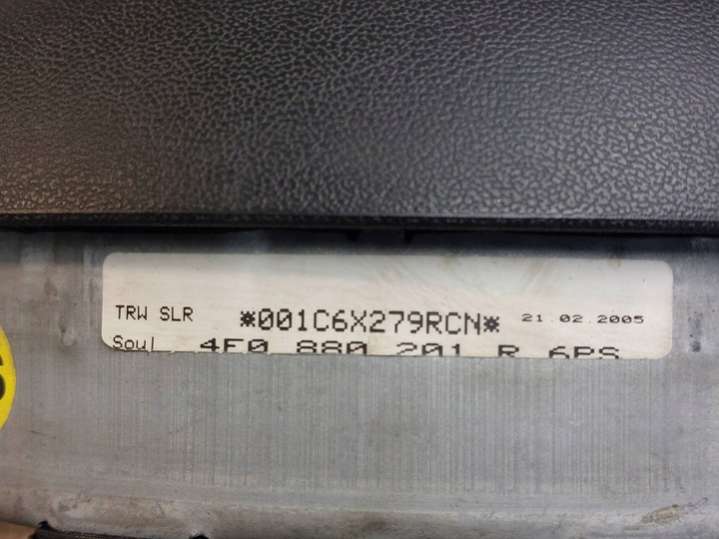 TRW SLR *001C6X279RCN* 21.02.2005
Soul 4F0 880 201 R 6PS